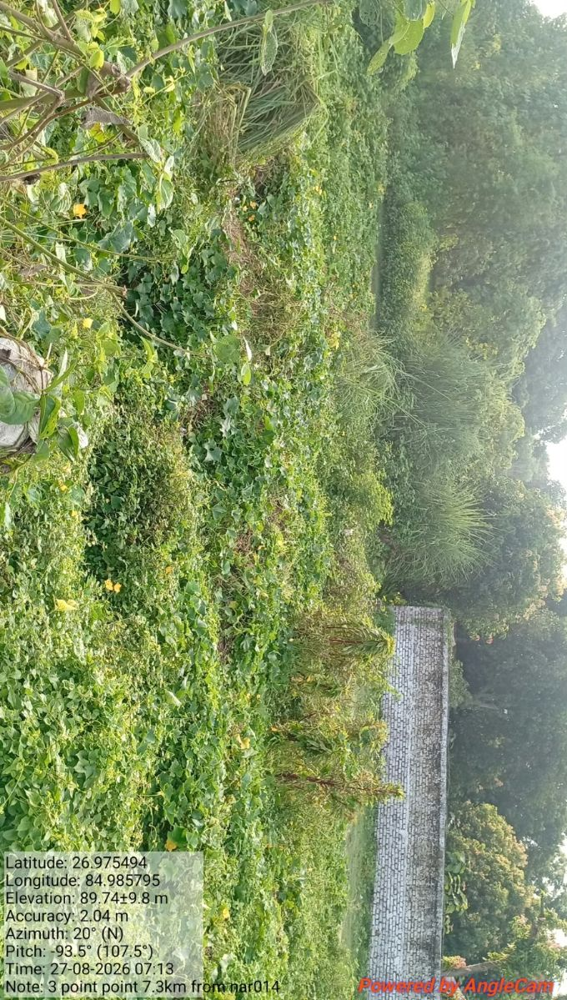 Latitude: 26.975494
Longitude: 84.985795
Elevation: 89.74±9.8 m
Accuracy: 2.04 m
Azimuth: 20° (N)
Pitch: -93.5° (107.5°)
Time: 27-08-2026 07:13
Note: 3 point point 7.3km from nar014
Powered by AngleCam